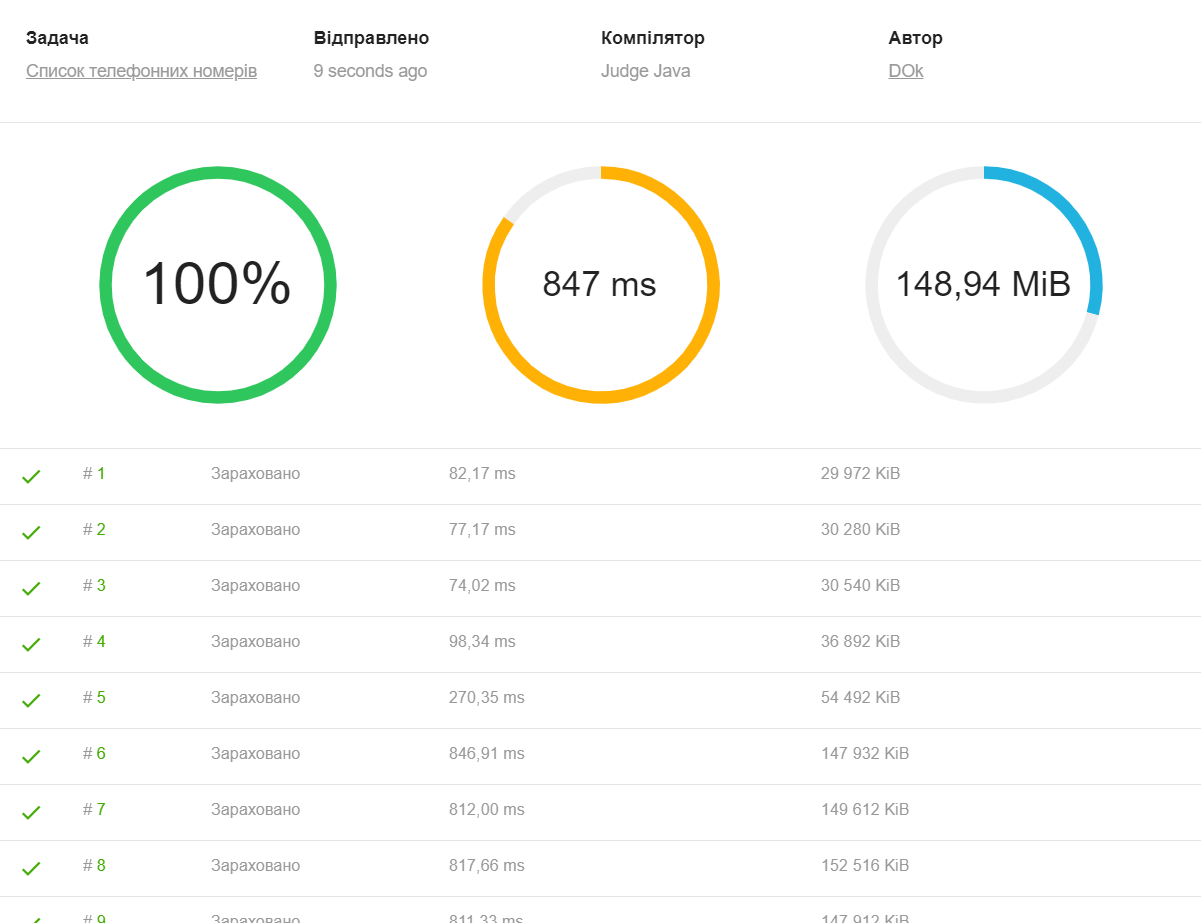 Задача Відправлено Компілятор Автор
Список телефонних номерів 9 seconds ago Judge Java DOk
100% 847 ms 148,94 MiB
# 1 Зараховано 82,17 ms 29 972 KiB
# 2 Зараховано 77,17 ms 30 280 KiB
# 3 Зараховано 74,02 ms 30 540 KiB
# 4 Зараховано 98,34 ms 36 892 KiB
# 5 Зараховано 270,35 ms 54 492 KiB
# 6 Зараховано 846,91 ms 147 932 KiB
# 7 Зараховано 812,00 ms 149 612 KiB
# 8 Зараховано 817,66 ms 152 516 KiB
# 9 Зараховано 811,33 ms 147 912 KiB